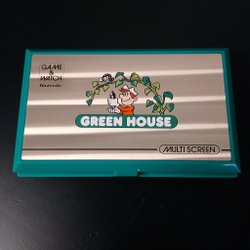 GAME
&
WATCH
Nintendo
GREEN HOUSE
MULTI SCREEN